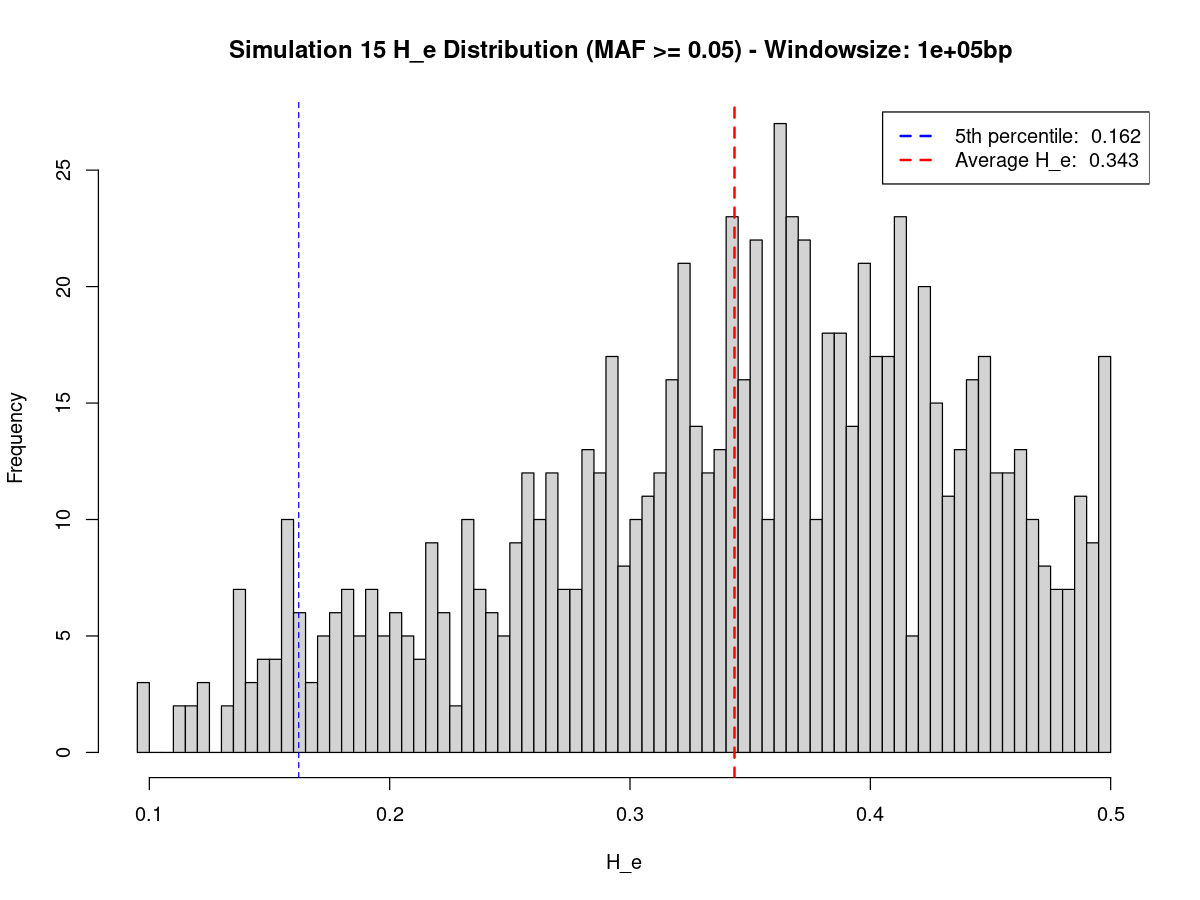 Simulation 15 H_e Distribution (MAF >= 0.05) - Windowsize: 1e+05bp
5th percentile:  0.162
Average H_e:  0.343
Frequency
25
20
15
10
5
0
0.1
0.2
0.3
0.4
0.5
H_e